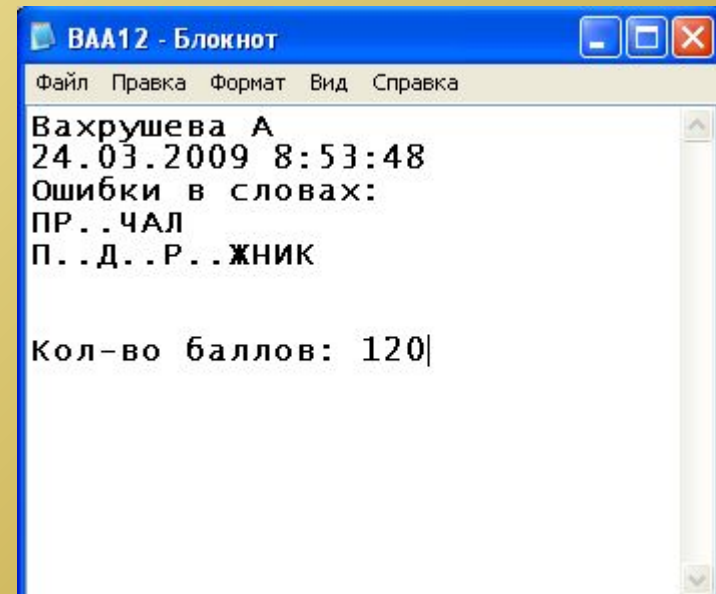 BAA12 - Блокнот
Файл Правка Формат Вид Справка
Вахрушева А
24.03.2009 8:53:48
Ошибки в словах:
ПР..ЧАЛ
П..Д..Р..ЖНИК
Кол-во баллов: 120